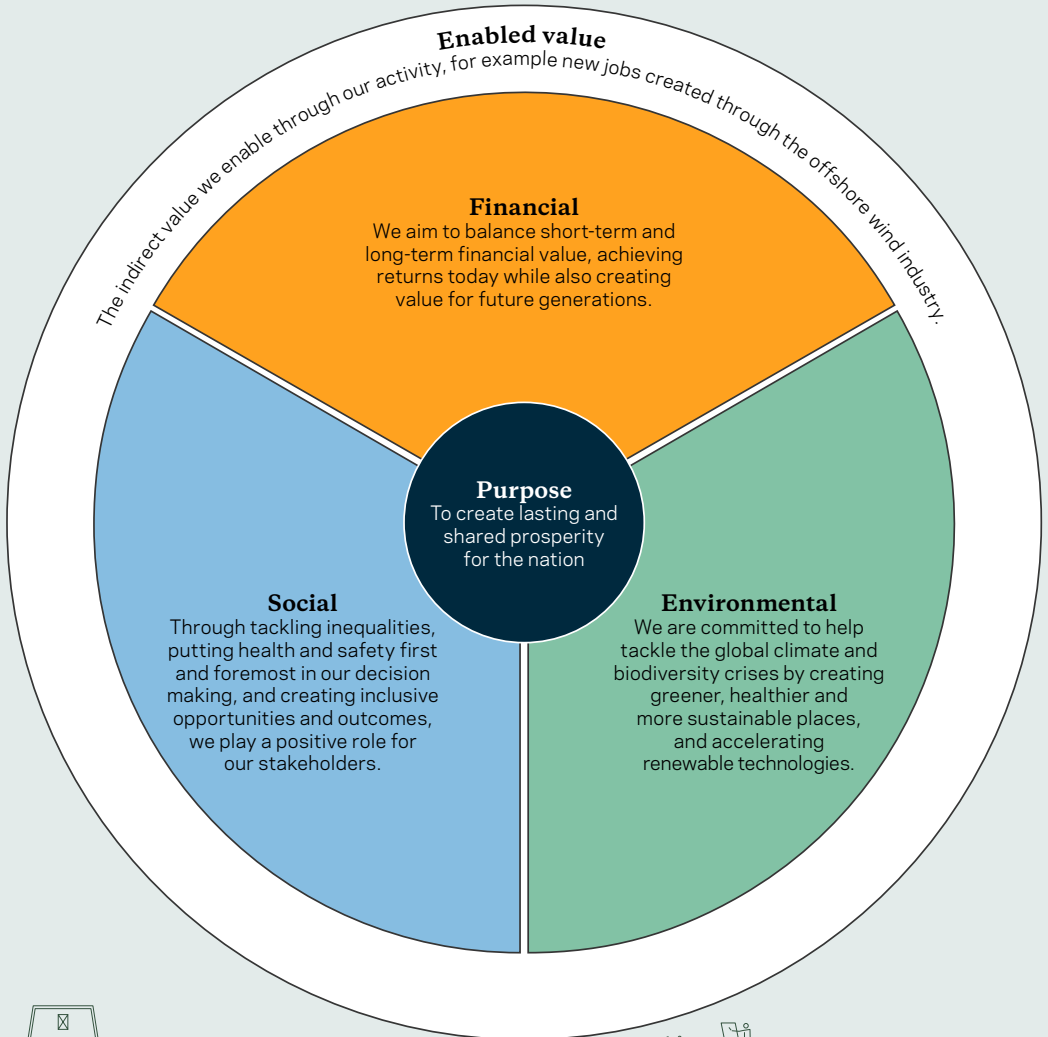 Enabled value
The indirect value we enable through our activity, for example new jobs created through the offshore wind industry.
Financial
We aim to balance short-term and
long-term financial value, achieving
returns today while also creating
value for future generations.
Purpose
To create lasting and
shared prosperity
for the nation
Social
Through tackling inequalities,
putting health and safety first
and foremost in our decision
making, and creating inclusive
opportunities and outcomes,
we play a positive role for
our stakeholders.
Environmental
We are committed to help
tackle the global climate and
biodiversity crises by creating
greener, healthier and
more sustainable places,
and accelerating
renewable technologies.